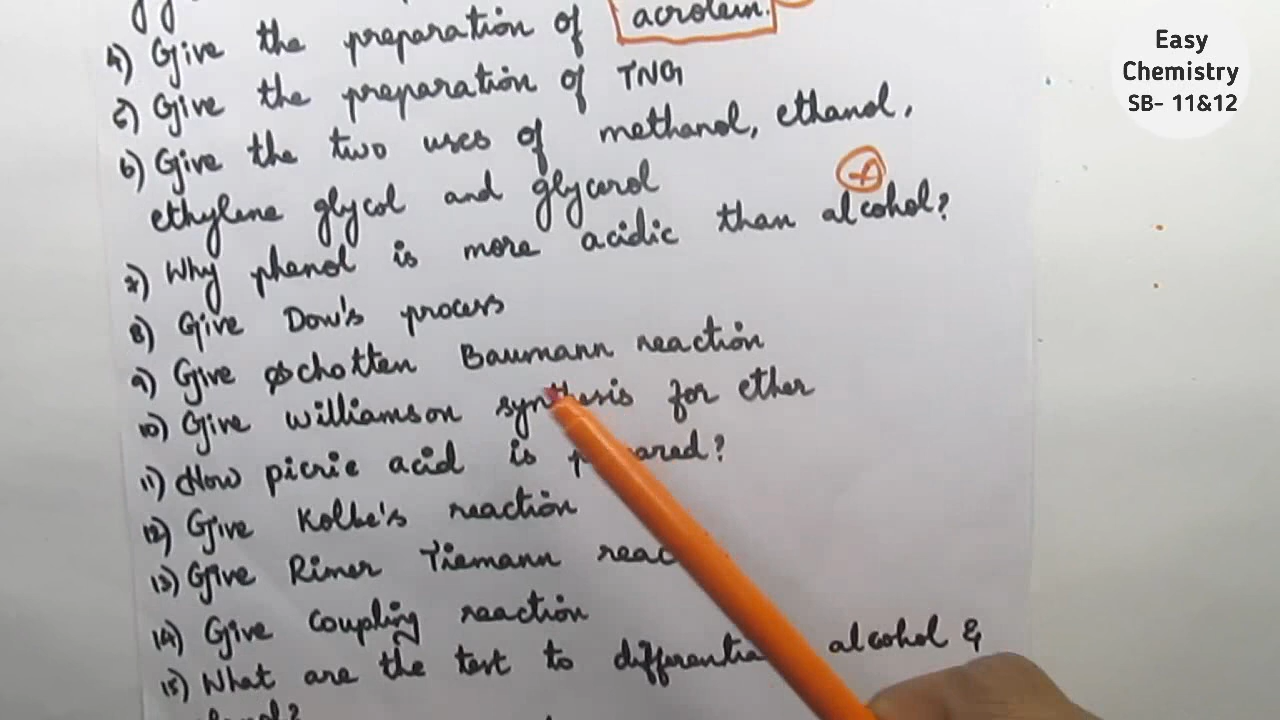 4) Give the preparation of acrolein.
5) Give the preparation of TNG
6) Give the two uses of methanol, ethanol,
ethylene glycol and glycerol
7) Why phenol is more acidic than alcohol?
8) Give Dow's process
9) Give schotten Baumann reaction
10) Give williamson synthesis for ether
11) How picric acid is prepared?
12) Give Kolbe's reaction
13) Give Rimer Tiemann
14) Give coupling reaction
15) What are the test to alcohol &
Easy
Chemistry
SB- 11&12